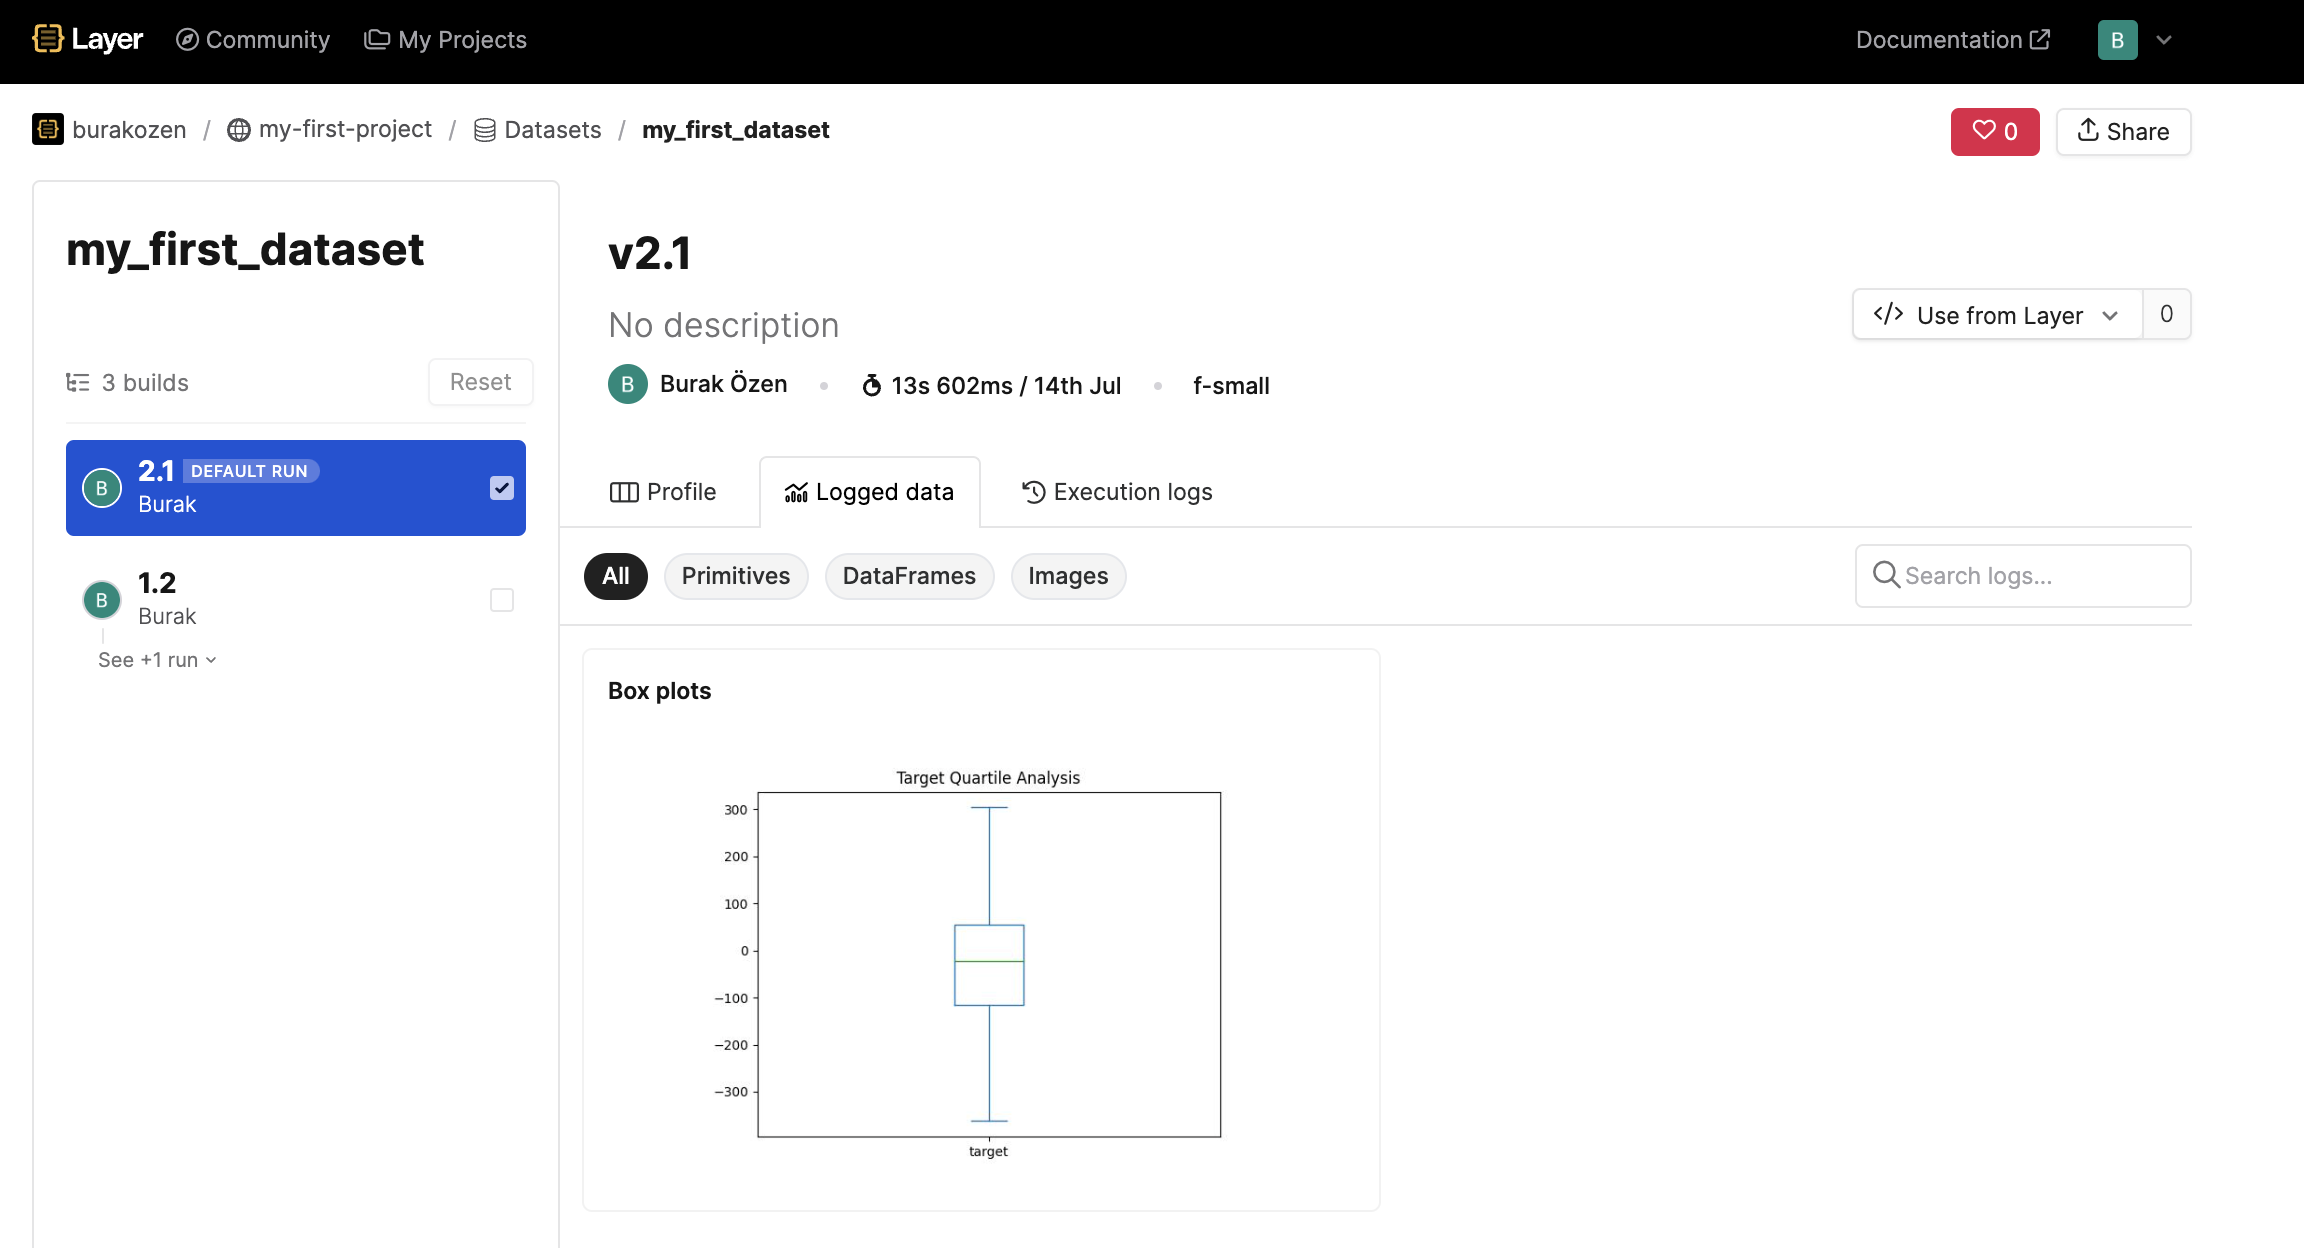 Layer Community My Projects Documentation B
burakozen / my-first-project / Datasets / my_first_dataset
0 Share
my_first_dataset
3 builds Reset
B 2.1 DEFAULT RUN
Burak
B 1.2
Burak
See +1 run
v2.1
No description
Use from Layer 0
B Burak Özen • 13s 602ms / 14th Jul • f-small
Profile Logged data Execution logs
All Primitives DataFrames Images Search logs...
Box plots
Target Quartile Analysis
300
200
100
0
−100
−200
−300
target